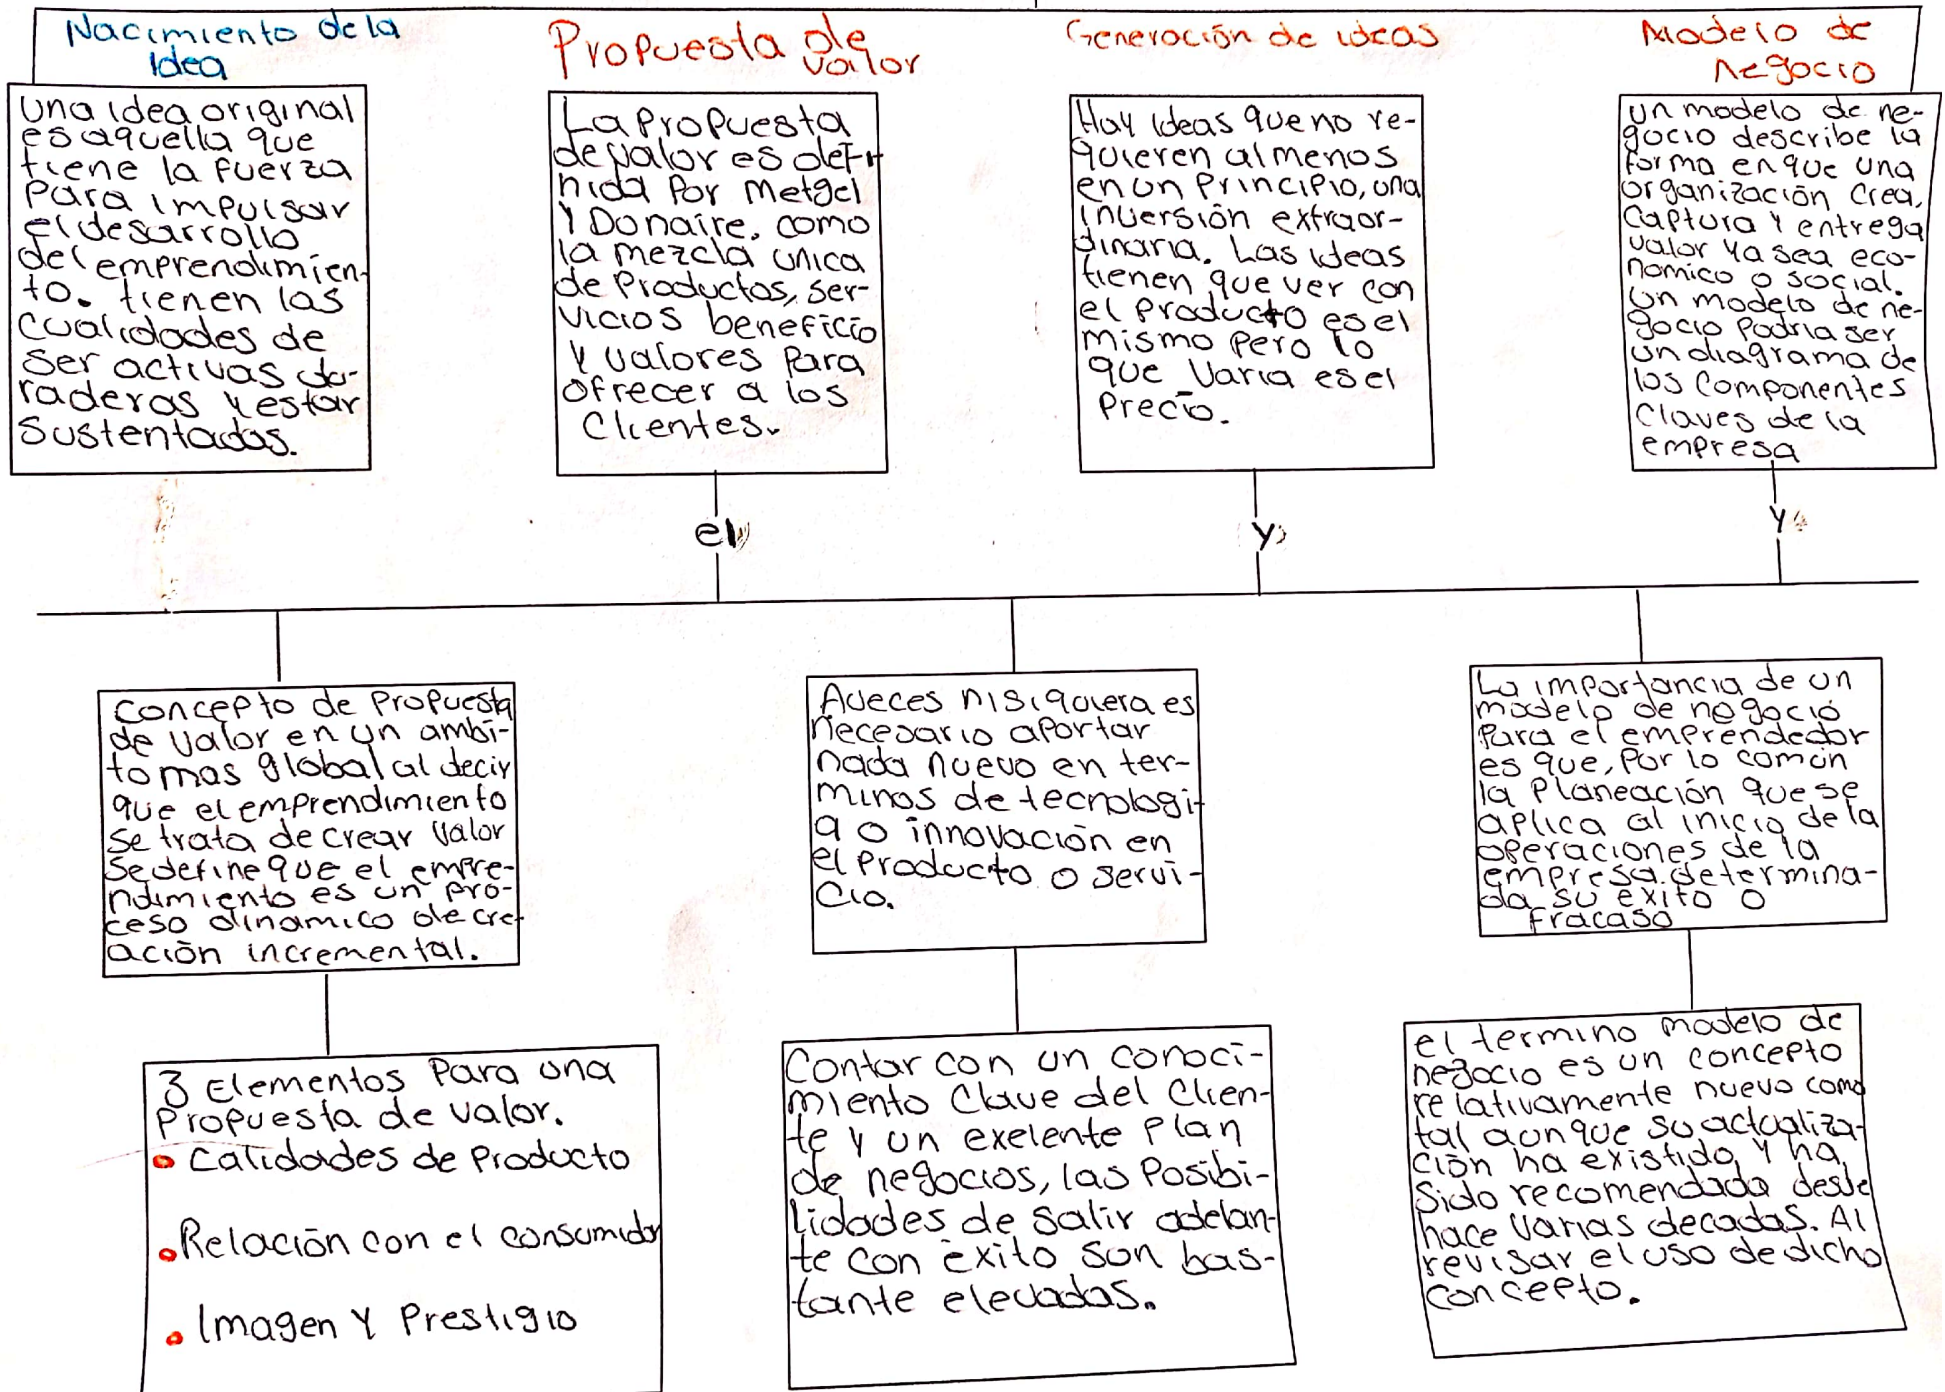 Nacimiento de la
Idea
una idea original
es aquella que
tiene la fuerza
para impulsar
el desarrollo
del emprendimien-
to. tienen las
cualidades de
ser activas du-
raderas y estar
sustentadas.
Propuesta de
valor
La propuesta
de valor es defi-
nida por Metgel
y Donaire, como
la mezcla unica
de productos, ser-
vicios beneficio
y valores para
ofrecer a los
Clientes.
Generación de ideas
Hay ideas que no re-
quieren al menos
en un principio, una
inversión extraor-
dinaria. Las ideas
tienen que ver con
el producto es el
mismo pero lo
que varia es el
precio.
Modelo de
negocio
un modelo de ne-
gocio describe la
forma en que una
organización crea,
captura y entrega
valor ya sea eco-
nomico o social.
un modelo de ne-
gocio podria ser
un diagrama de
los componentes
claves de la
empresa
el
y
y
concepto de propuesta
de valor en un ambi-
to mas global al decir
que el emprendimiento
se trata de crear valor
se define que el empre-
ndimiento es un pro-
ceso dinamico de cre-
ación incremental.
Aveces nisiquiera es
necesario aportar
nada nuevo en ter-
minos de tecnologi-
a o innovación en
el producto o servi-
cio.
La importancia de un
modelo de negocio
para el emprendedor
es que, por lo común
la planeación que se
aplica al inicio de la
operaciones de la
empresa determina-
da su exito o
fracaso
3 Elementos para una
propuesta de valor.
• Calidades de producto
• Relación con el consumidor
• Imagen y Prestigio
Contar con un conoci-
miento clave del clien-
te y un exelente plan
de negocios, las posibi-
lidades de salir adelan-
te con éxito son bas-
tante elevadas.
el termino modelo de
negocio es un concepto
relativamente nuevo como
tal aunque su actualiza-
ción ha existido y ha
sido recomendada desde
hace varias decadas. Al
revisar el uso de dicho
concepto.